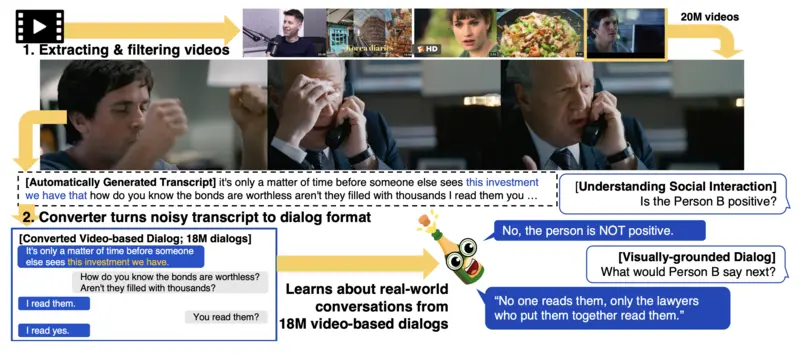 20M videos
1. Extracting & filtering videos
korea diaries
HD
[Automatically Generated Transcript] it's only a matter of time before someone else sees this investment
we have that how do you know the bonds are worthless aren't they filled with thousands I read them you ...
2. Converter turns noisy transcript to dialog format
[Converted Video-based Dialog; 18M dialogs]
It's only a matter of time before someone
else sees this investment we have.
How do you know the bonds are worthless?
Aren't they filled with thousands?
I read them.
You read them?
I read yes.
Learns about real-world
conversations from
18M video-based dialogs
[Understanding Social Interaction]
Is the Person B positive?
No, the person is NOT positive.
[Visually-grounded Dialog]
What would Person B say next?
“No one reads them, only the lawyers
who put them together read them.”